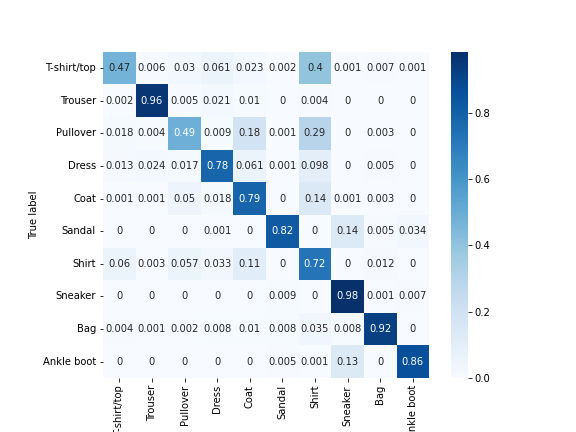 T-shirt/top 0.47 0.006 0.03 0.061 0.023 0.002 0.4 0.001 0.007 0.001
Trouser 0.002 0.96 0.005 0.021 0.01 0 0.004 0 0 0
0.8
Pullover 0.018 0.004 0.49 0.009 0.18 0.001 0.29 0 0.003 0
Dress 0.013 0.024 0.017 0.78 0.061 0.001 0.098 0 0.005 0
0.6
Coat 0.001 0.001 0.05 0.018 0.79 0 0.14 0.001 0.003 0
True label
Sandal 0 0 0 0.001 0 0.82 0 0.14 0.005 0.034
0.4
Shirt 0.06 0.003 0.057 0.033 0.11 0 0.72 0 0.012 0
Sneaker 0 0 0 0 0 0.009 0 0.98 0.001 0.007
0.2
Bag 0.004 0.001 0.002 0.008 0.01 0.008 0.035 0.008 0.92 0
Ankle boot 0 0 0 0 0 0.005 0.001 0.13 0 0.86
0.0
-shirt/top Trouser Pullover Dress Coat Sandal Shirt Sneaker Bag nkle boot